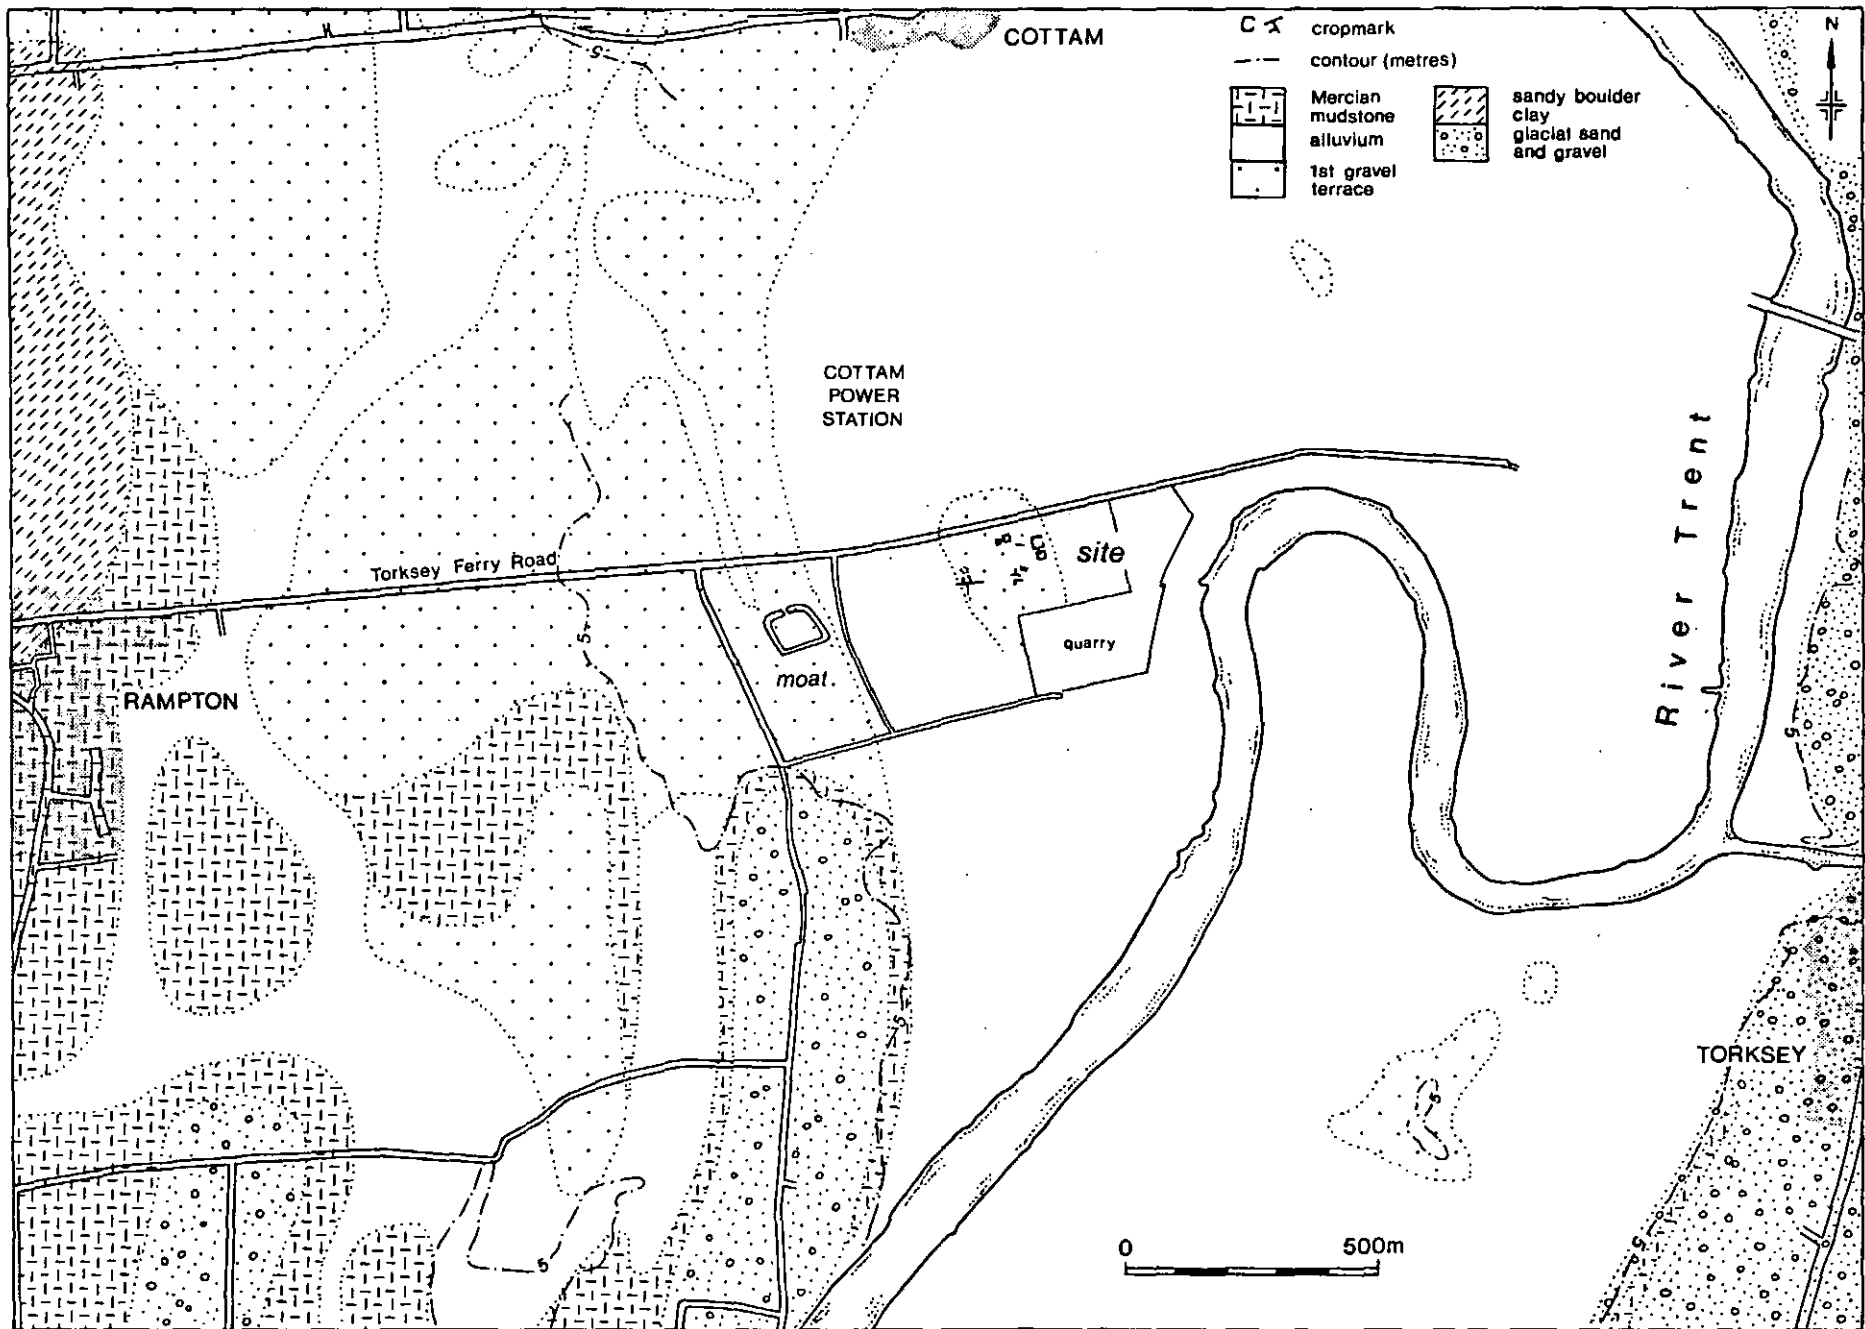 COTTAM
C cropmark
contour (metres)
Mercian
mudstone
alluvium
1st gravel
terrace
sandy boulder
clay
glacial sand
and gravel
N
5
COTTAM
POWER
STATION
River Trent
Torksey Ferry Road
site
quarry
moat.
5
RAMPTON
5
5
TORKSEY
5
5
5
0 500m